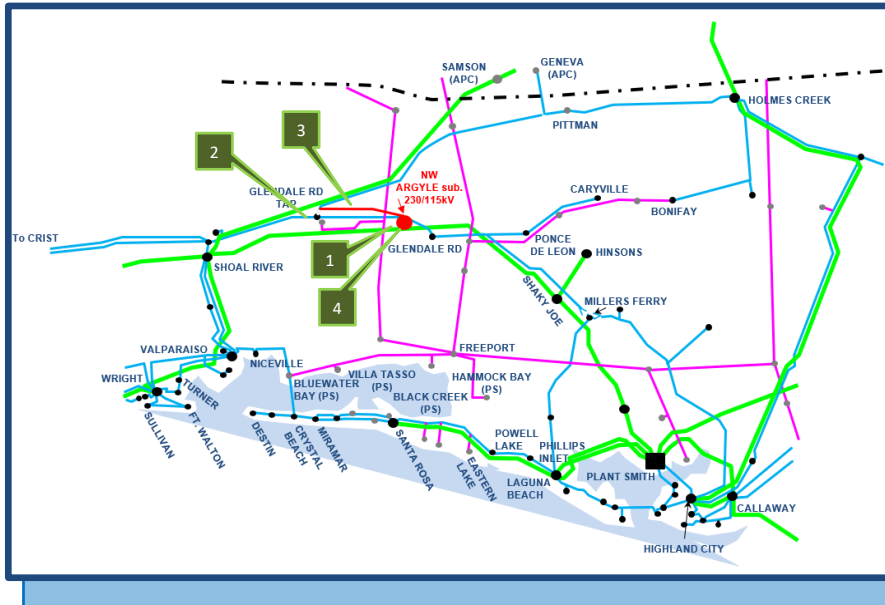 SAMSON
(APC)
GENEVA
(APC)
HOLMES CREEK
PITTMAN
3
2
NW
ARGYLE sub.
230/115kV
GLENDALE RD
TAP
CARYVILLE
BONIFAY
To CRIST
GLENDALE RD
PONCE
DE LEON
HINSONS
1
SHOAL RIVER
4
SHAKY JOE
MILLERS FERRY
VALPARAISO
NICEVILLE
FREEPORT
WRIGHT
TURNER
BLUEWATER
BAY (PS)
VILLA TASSO
(PS)
HAMMOCK BAY
(PS)
BLACK CREEK
(PS)
SULLIVAN
FT. WALTON
DESTIN
CRYSTAL
BEACH
MIRAMAR
SANTA ROSA
EASTERN
LAKE
POWELL
LAKE
PHILLIPS
INLET
LAGUNA
BEACH
PLANT SMITH
CALLAWAY
HIGHLAND CITY